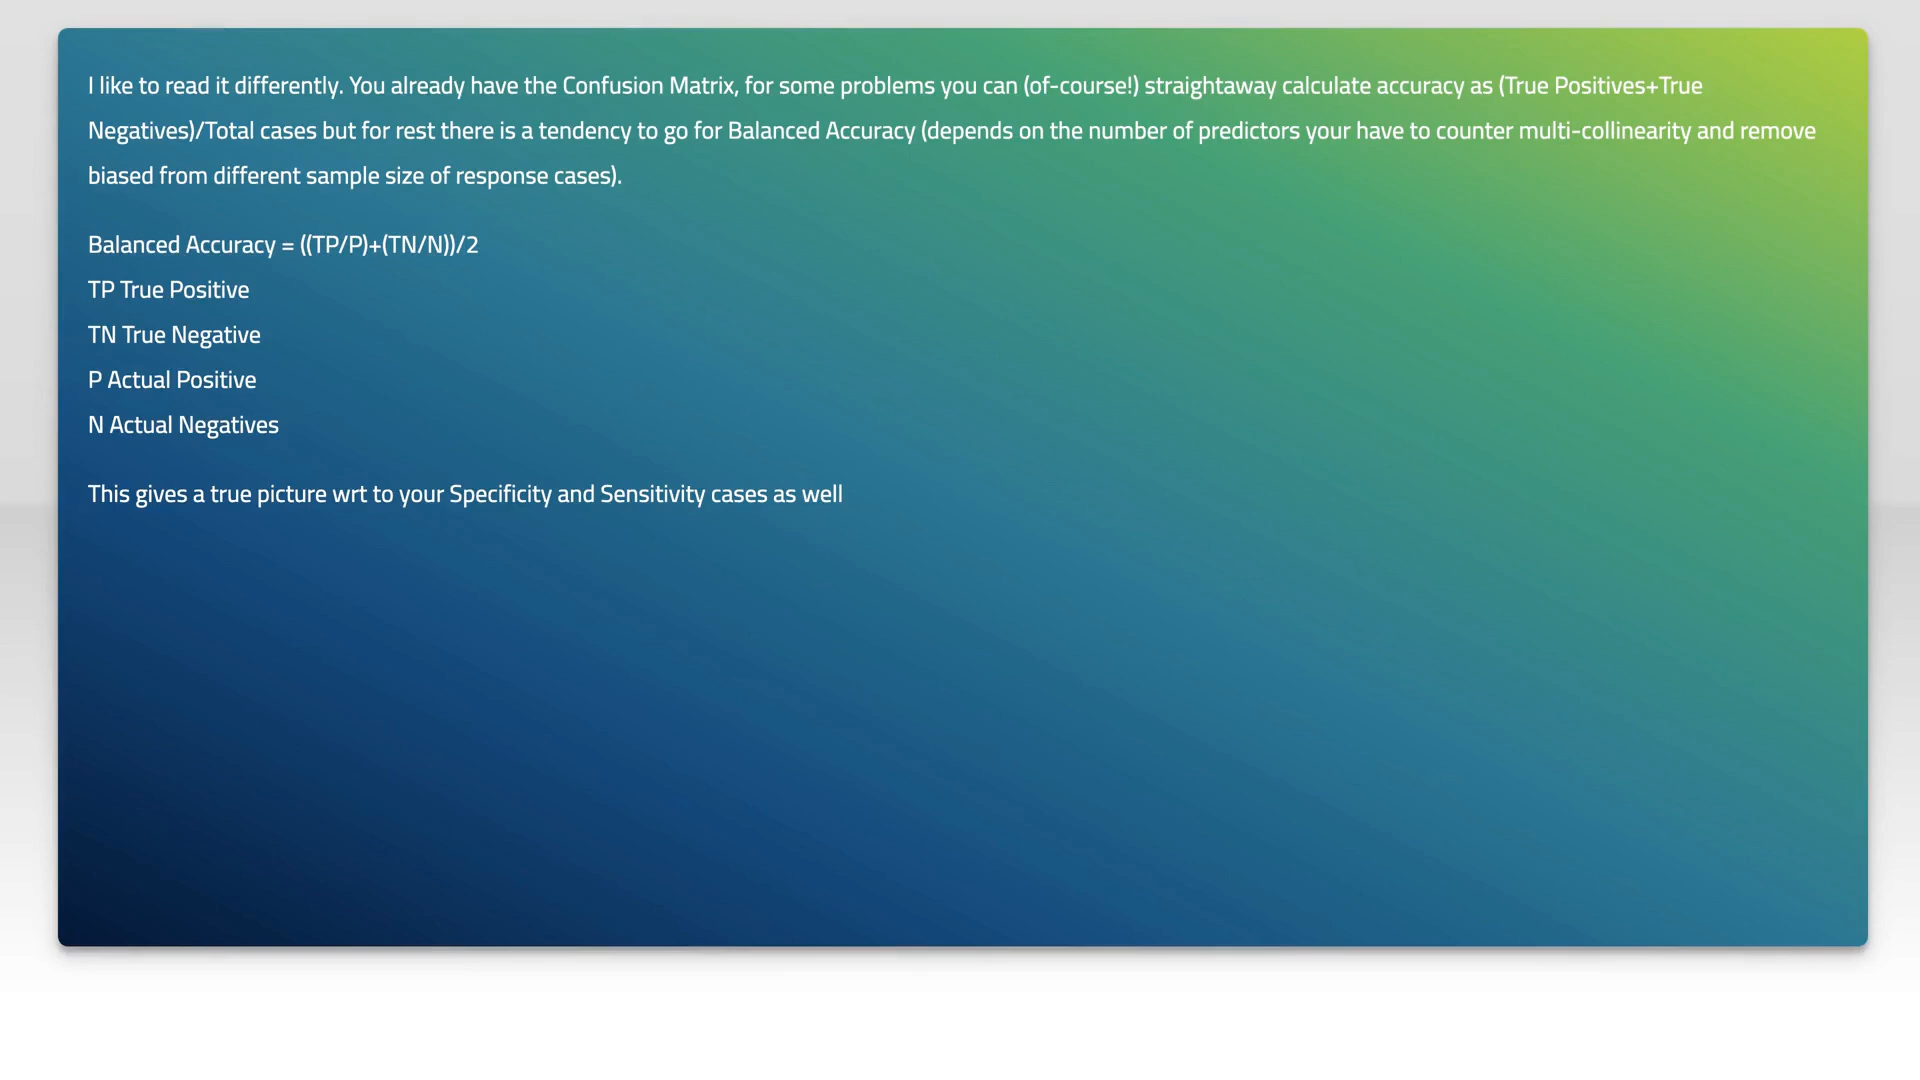 I like to read it differently. You already have the Confusion Matrix, for some problems you can (of-course!) straightaway calculate accuracy as (True Positives+True
Negatives)/Total cases but for rest there is a tendency to go for Balanced Accuracy (depends on the number of predictors your have to counter multi-collinearity and remove
biased from different sample size of response cases).
Balanced Accuracy = ((TP/P)+(TN/N))/2
TP True Positive
TN True Negative
P Actual Positive
N Actual Negatives
This gives a true picture wrt to your Specificity and Sensitivity cases as well